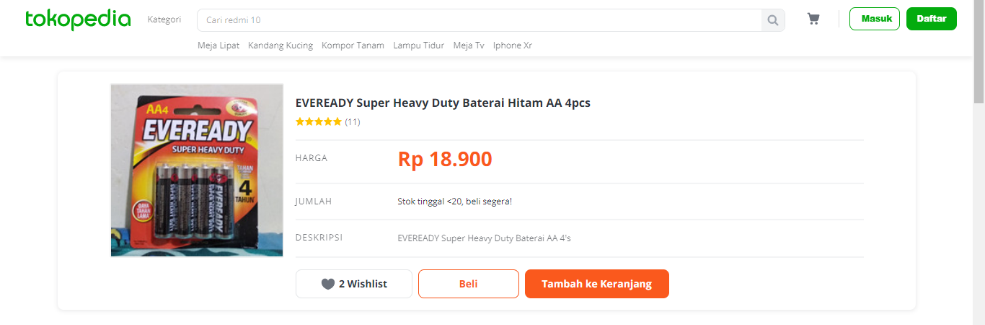 tokopedia Kategori Cari redmi 10 Masuk Daftar
Meja Lipat Kandang Kucing Kompor Tanam Lampu Tidur Meja Tv Iphone Xr
EVEREADY Super Heavy Duty Baterai Hitam AA 4pcs
(11)
HARGA Rp 18.900
JUMLAH Stok tinggal <20, beli segera!
DESKRIPSI EVEREADY Super Heavy Duty Baterai AA 4's
2 Wishlist Beli Tambah ke Keranjang
AA4
EVEREADY
SUPER HEAVY DUTY
4
TAHUN
EVEREADY